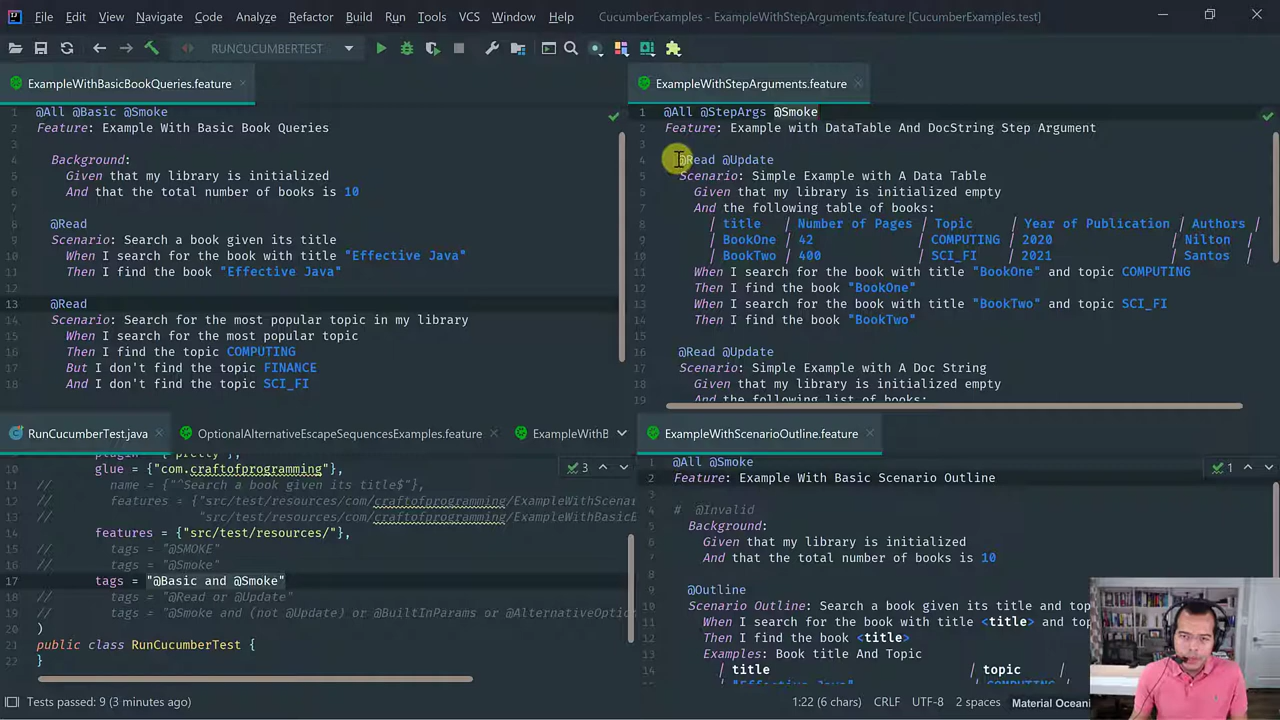 File Edit View Navigate Code Analyze Refactor Build Run Tools VCS Window Help CucumberExamples - ExampleWithStepArguments.feature [CucumberExamples.test]
RUNCUCUMBERTEST
ExampleWithBasicBookQueries.feature
1 @All @Basic @Smoke
2 Feature: Example With Basic Book Queries
3
4 Background:
5 Given that my library is initialized
6 And that the total number of books is 10
7
8 @Read
9 Scenario: Search a book given its title
10 When I search for the book with title "Effective Java"
11 Then I find the book "Effective Java"
12
13 @Read
14 Scenario: Search for the most popular topic in my library
15 When I search for the most popular topic
16 Then I find the topic COMPUTING
17 But I don't find the topic FINANCE
18 And I don't find the topic SCI_FI
ExampleWithStepArguments.feature
1 @All @StepArgs @Smoke
2 Feature: Example with DataTable And DocString Step Argument
3
4 @Read @Update
5 Scenario: Simple Example with A Data Table
6 Given that my library is initialized empty
7 And the following table of books:
8 | title | Number of Pages | Topic | Year of Publication | Authors |
9 | BookOne | 42 | COMPUTING | 2020 | Nilton |
10 | BookTwo | 400 | SCI_FI | 2021 | Santos |
11 When I search for the book with title "BookOne" and topic COMPUTING
12 Then I find the book "BookOne"
13 When I search for the book with title "BookTwo" and topic SCI_FI
14 Then I find the book "BookTwo"
15
16 @Read @Update
17 Scenario: Simple Example with A Doc String
18 Given that my library is initialized empty
19 And the following list of books:
RunCucumberTest.java OptionalAlternativeEscapeSequencesExamples.feature ExampleWithB
plugin = {"pretty"},
10 glue = {"com.craftofprogramming"},
11 // name = {"^Search a book given its title$"},
12 // features = {"src/test/resources/com/craftofprogramming/ExampleWithScenar
13 // "src/test/resources/com/craftofprogramming/ExampleWithBasicB
14 features = {"src/test/resources/"},
15 // tags = "@SMOKE"
16 // tags = "@Smoke"
17 tags = "@Basic and @Smoke"
18 // tags = "@Read or @Update"
19 // tags = "@Smoke and (not @Update) or @BuiltInParams or @AlternativeOptio
20 )
21 public class RunCucumberTest {
22 }
3
ExampleWithScenarioOutline.feature
1 @All @Smoke
2 Feature: Example With Basic Scenario Outline
3
4 # @Invalid
5 Background:
6 Given that my library is initialized
7 And that the total number of books is 10
8
9 @Outline
10 Scenario Outline: Search a book given its title and top
11 When I search for the book with title <title> and top
12 Then I find the book <title>
13 Examples: Book title And Topic
14 | title | topic
1
Tests passed: 9 (3 minutes ago) 1:22 (6 chars) CRLF UTF-8 2 spaces Material Oceani